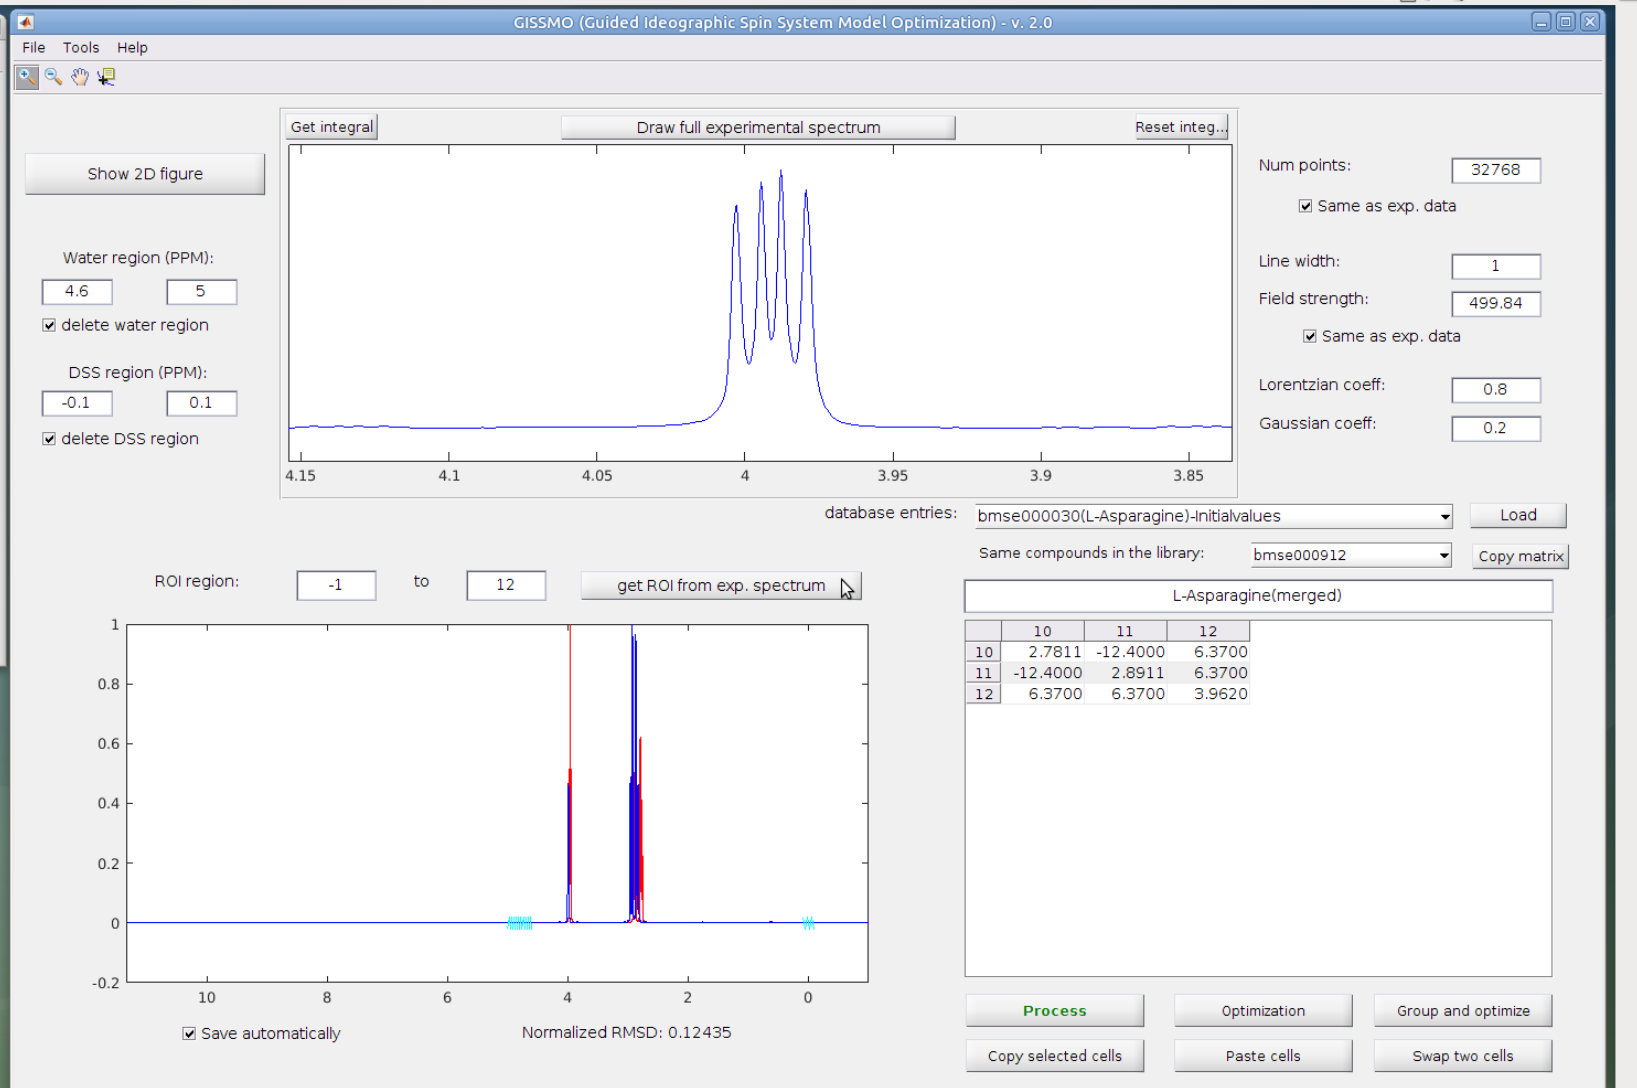 GISSMO (Guided Ideographic Spin System Model Optimization) - v. 2.0
File Tools Help
Get integral Draw full experimental spectrum Reset integ...
Show 2D figure
Num points: 32768
Same as exp. data
Water region (PPM):
4.6 5
delete water region
Line width: 1
Field strength: 499.84
Same as exp. data
DSS region (PPM):
-0.1 0.1
delete DSS region
Lorentzian coeff: 0.8
Gaussian coeff: 0.2
4.15 4.1 4.05 4 3.95 3.9 3.85
database entries: bmse000030(L-Asparagine)-Initialvalues Load
Same compounds in the library: bmse000912 Copy matrix
ROI region: -1 to 12 get ROI from exp. spectrum
L-Asparagine(merged)
10 11 12
10 2.7811 -12.4000 6.3700
11 -12.4000 2.8911 6.3700
12 6.3700 6.3700 3.9620
1
0.8
0.6
0.4
0.2
0
-0.2
10 8 6 4 2 0
Save automatically Normalized RMSD: 0.12435
Process Optimization Group and optimize
Copy selected cells Paste cells Swap two cells